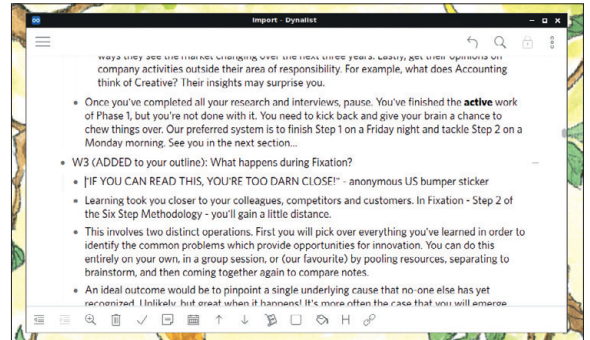 Import - Dynalist
ways they see the market changing over the next three years. Lastly, get their opinions on
company activities outside their area of responsibility. For example, what does Accounting
think of Creative? Their insights may surprise you.
Once you've completed all your research and interviews, pause. You've finished the active work
of Phase 1, but you're not done with it. You need to kick back and give your brain a chance to
chew things over. Our preferred system is to finish Step 1 on a Friday night and tackle Step 2 on a
Monday morning. See you in the next section...
W3 (ADDED to your outline): What happens during Fixation?
"IF YOU CAN READ THIS, YOU'RE TOO DARN CLOSE!" - anonymous US bumper sticker
Learning took you closer to your colleagues, competitors and customers. In Fixation - Step 2 of
the Six Step Methodology - you'll gain a little distance.
This involves two distinct operations. First you will pick over everything you've learned in order to
identify the common problems which provide opportunities for innovation. You can do this
entirely on your own, in a group session, or (our favourite) by pooling resources, separating to
brainstorm, and then coming together again to compare notes.
An ideal outcome would be to pinpoint a single underlying cause that no-one else has yet
recognized. Unlikely, but great when it happens! It's more often the case that you will emerge
H